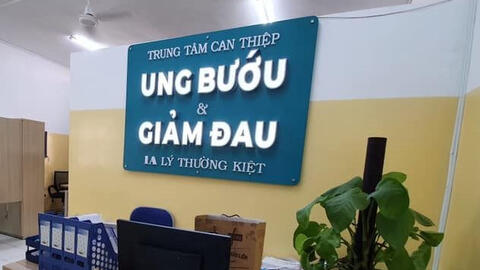 TRUNG TÂM CAN THIỆP
UNG BƯỚU
&
GIẢM ĐAU
1A LÝ THƯỜNG KIỆT